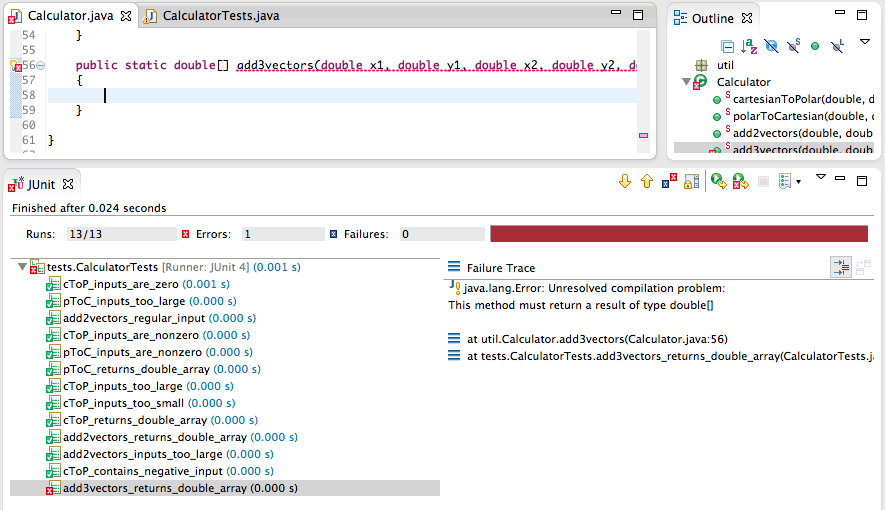 Calculator.java
CalculatorTests.java
54 }
55
56 public static double[] add3vectors(double x1, double y1, double x2, double y2, d
57 {
58
59 }
60
61 }
Outline
util
Calculator
S cartesianToPolar(double, d
S polarToCartesian(double, d
S add2vectors(double, doub
S add3vectors(double, doub
JUnit
Finished after 0.024 seconds
Runs: 13/13 Errors: 1 Failures: 0
tests.CalculatorTests [Runner: JUnit 4] (0.001 s)
cToP_inputs_are_zero (0.001 s)
pToC_inputs_too_large (0.000 s)
add2vectors_regular_input (0.000 s)
cToP_inputs_are_nonzero (0.000 s)
pToC_inputs_are_nonzero (0.000 s)
pToC_returns_double_array (0.000 s)
cToP_inputs_too_large (0.000 s)
cToP_inputs_too_small (0.000 s)
cToP_returns_double_array (0.000 s)
add2vectors_returns_double_array (0.000 s)
add2vectors_inputs_too_large (0.000 s)
cToP_contains_negative_input (0.000 s)
add3vectors_returns_double_array (0.000 s)
Failure Trace
java.lang.Error: Unresolved compilation problem:
This method must return a result of type double[]
at util.Calculator.add3vectors(Calculator.java:56)
at tests.CalculatorTests.add3vectors_returns_double_array(CalculatorTests.ja